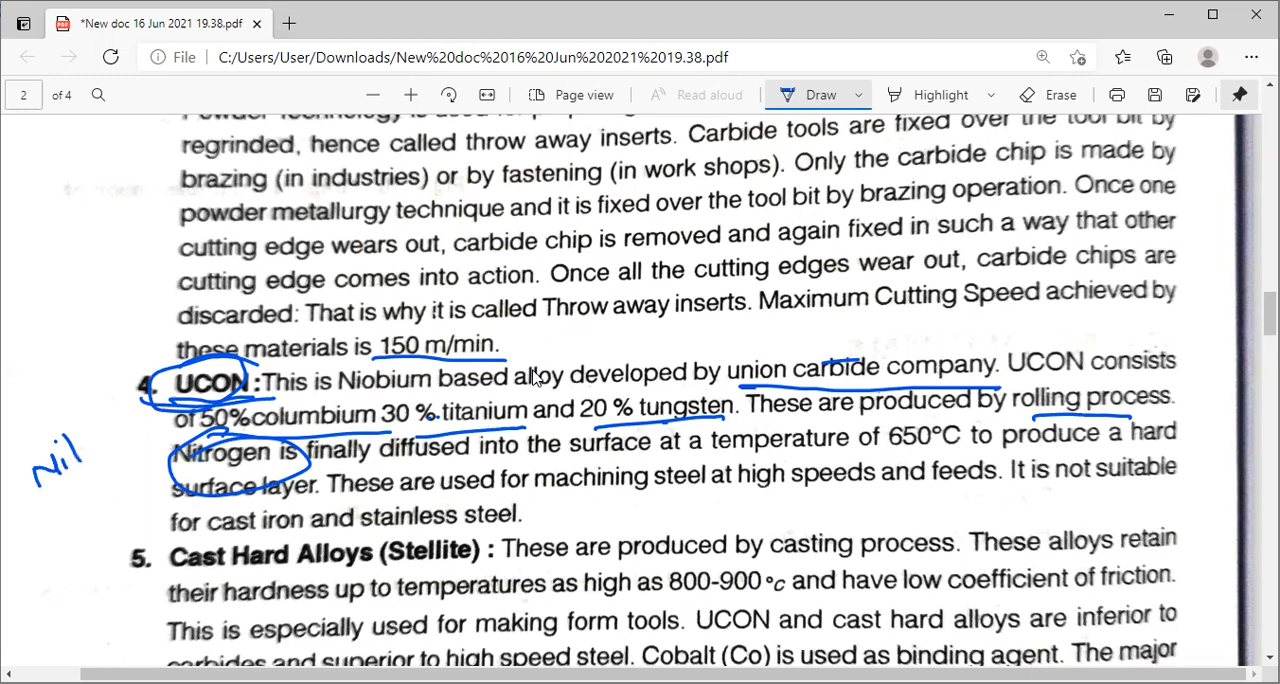 *New doc 16 Jun 2021 19.38.pdf
File C:/Users/User/Downloads/New%20doc%2016%20Jun%202021%2019.38.pdf
2 of 4 Page view Read aloud Draw Highlight Erase
regrinded, hence called throw away inserts. Carbide tools are fixed over the tool bit by
brazing (in industries) or by fastening (in work shops). Only the carbide chip is made by
powder metallurgy technique and it is fixed over the tool bit by brazing operation. Once one
cutting edge wears out, carbide chip is removed and again fixed in such a way that other
cutting edge comes into action. Once all the cutting edges wear out, carbide chips are
discarded: That is why it is called Throw away inserts. Maximum Cutting Speed achieved by
these materials is 150 m/min.
4. UCON : This is Niobium based alloy developed by union carbide company. UCON consists
of 50%columbium 30 %.titanium and 20 % tungsten. These are produced by rolling process.
Nitrogen is finally diffused into the surface at a temperature of 650°C to produce a hard
surface layer. These are used for machining steel at high speeds and feeds. It is not suitable
for cast iron and stainless steel.
Nil
5. Cast Hard Alloys (Stellite) : These are produced by casting process. These alloys retain
their hardness up to temperatures as high as 800-900°c and have low coefficient of friction.
This is especially used for making form tools. UCON and cast hard alloys are inferior to
carbides and superior to high speed steel. Cobalt (Co) is used as binding agent. The major